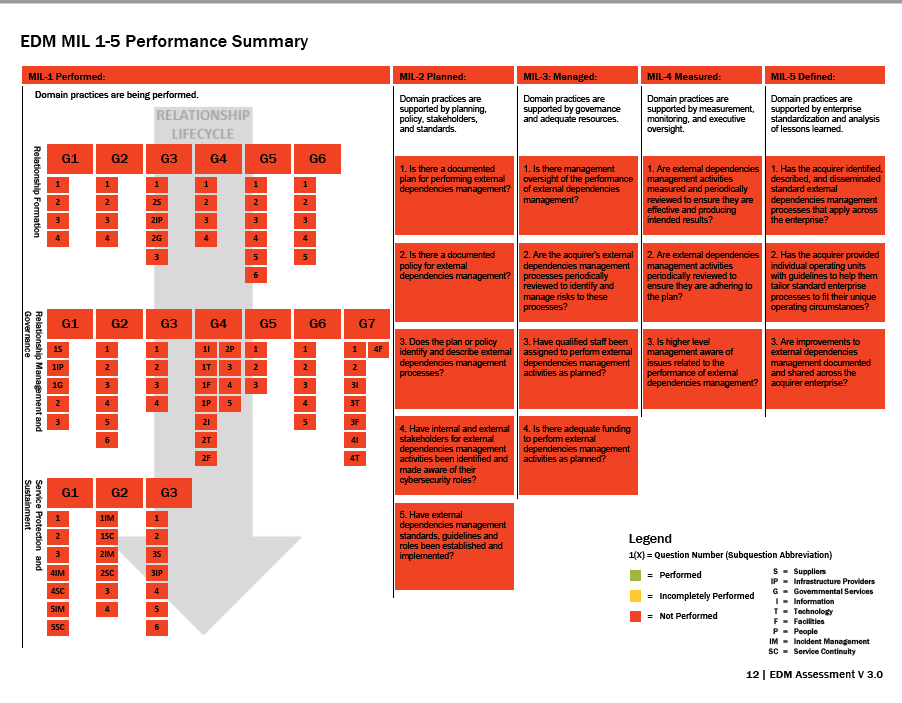 EDM MIL 1-5 Performance Summary
MIL-1 Performed:
Domain practices are being performed.
RELATIONSHIP
LIFECYCLE
Relationship Formation
G1 G2 G3 G4 G5 G6
1 1 1 1 1 1
2 2 2S 2 2 2
3 3 2IP 3 3 3
4 4 2G 4 4 4
3 5 5
6
Relationship Management and
Governance
G1 G2 G3 G4 G5 G6 G7
1S 1 1 1I 2P 1 1 1 4F
1IP 2 2 1T 3 2 2 2
1G 3 3 1F 4 3 3 3I
2 4 4 1P 5 4 3T
3 5 2I 5 3F
6 2T 4I
2F 4T
Service Protection and
Sustainment
G1 G2 G3
1 1IM 1
2 1SC 2
3 2IM 3S
4IM 2SC 3IP
4SC 3 4
5IM 4 5
5SC 6
MIL-2 Planned:
Domain practices are
supported by planning,
policy, stakeholders,
and standards.
1. Is there a documented
plan for performing external
dependencies management?
2. Is there a documented
policy for external
dependencies management?
3. Does the plan or policy
identify and describe external
dependencies management
processes?
4. Have internal and external
stakeholders for external
dependencies management
activities been identified and
made aware of their
cybersecurity roles?
5. Have external
dependencies management
standards, guidelines and
roles been established and
implemented?
MIL-3: Managed:
Domain practices are
supported by governance
and adequate resources.
1. Is there management
oversight of the performance
of external dependencies
management?
2. Are the acquirer's external
dependencies management
processes periodically
reviewed to identify and
manage risks to these
processes?
3. Have qualified staff been
assigned to perform external
dependencies management
activities as planned?
4. Is there adequate funding
to perform external
dependencies management
activities as planned?
MIL-4 Measured:
Domain practices are
supported by measurement,
monitoring, and executive
oversight.
1. Are external dependencies
management activities
measured and periodically
reviewed to ensure they are
effective and producing
intended results?
2. Are external dependencies
management activities
periodically reviewed to
ensure they are adhering to
the plan?
3. Is higher level
management aware of
issues related to the
performance of external
dependencies management?
MIL-5 Defined:
Domain practices are
supported by enterprise
standardization and analysis
of lessons learned.
1. Has the acquirer identified,
described, and disseminated
standard external
dependencies management
processes that apply across
the enterprise?
2. Has the acquirer provided
individual operating units
with guidelines to help them
tailor standard enterprise
processes to fit their unique
operating circumstances?
3. Are improvements to
external dependencies
management documented
and shared across the
acquirer enterprise?
Legend
1(X) = Question Number (Subquestion Abbreviation)
= Performed
= Incompletely Performed
= Not Performed
S = Suppliers
IP = Infrastructure Providers
G = Governmental Services
I = Information
T = Technology
F = Facilities
P = People
IM = Incident Management
SC = Service Continuity
12 | EDM Assessment V 3.0